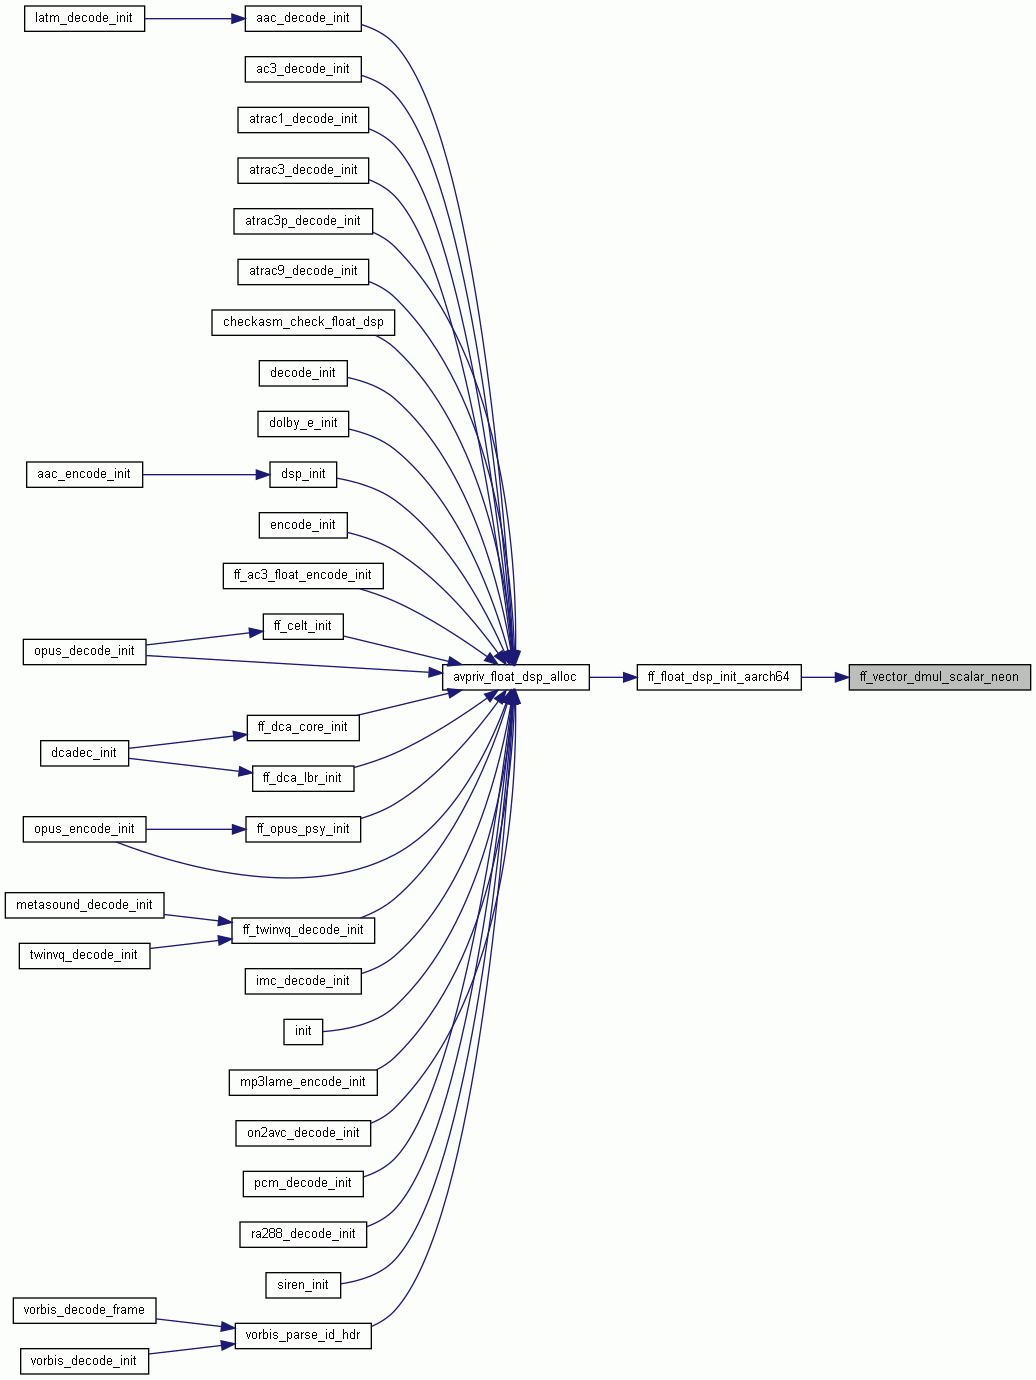 latm_decode_init
aac_decode_init
ac3_decode_init
atrac1_decode_init
atrac3_decode_init
atrac3p_decode_init
atrac9_decode_init
checkasm_check_float_dsp
decode_init
dolby_e_init
aac_encode_init
dsp_init
encode_init
ff_ac3_float_encode_init
ff_celt_init
opus_decode_init
avpriv_float_dsp_alloc
ff_float_dsp_init_aarch64
ff_vector_dmul_scalar_neon
ff_dca_core_init
dcadec_init
ff_dca_lbr_init
opus_encode_init
ff_opus_psy_init
metasound_decode_init
ff_twinvq_decode_init
twinvq_decode_init
imc_decode_init
init
mp3lame_encode_init
on2avc_decode_init
pcm_decode_init
ra288_decode_init
siren_init
vorbis_decode_frame
vorbis_parse_id_hdr
vorbis_decode_init